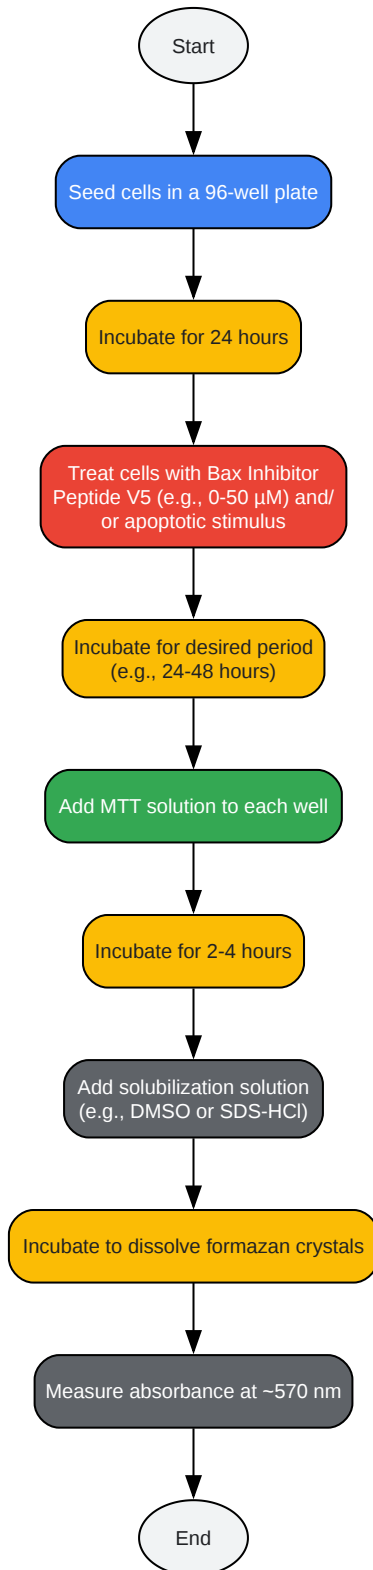 Start
Seed cells in a 96-well plate
Incubate for 24 hours
Treat cells with Bax Inhibitor
Peptide V5 (e.g., 0-50 µM) and/
or apoptotic stimulus
Incubate for desired period
(e.g., 24-48 hours)
Add MTT solution to each well
Incubate for 2-4 hours
Add solubilization solution
(e.g., DMSO or SDS-HCl)
Incubate to dissolve formazan crystals
Measure absorbance at ~570 nm
End